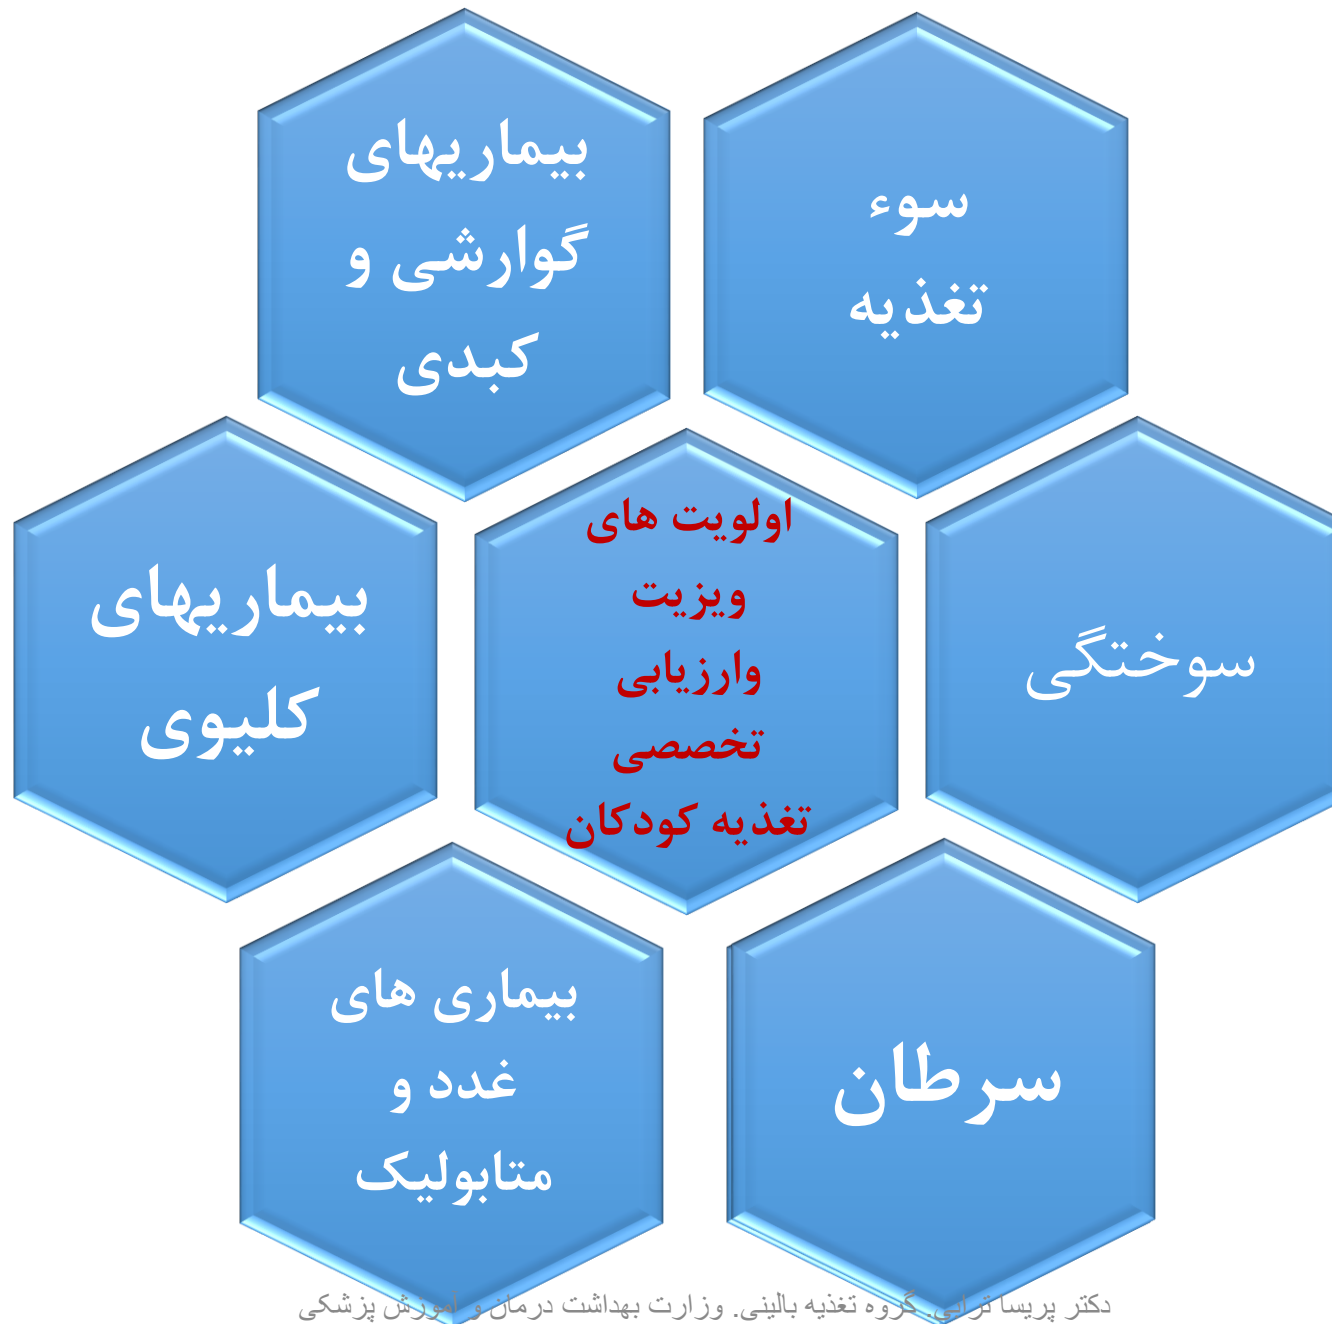 سوء
تغذیه
بیماریهای
گوارشی و
کبدی
سوختگی
اولویت های
ویزیت
وارزیابی
تخصصی
تغذیه کودکان
بیماریهای
کلیوی
سرطان
بیماری های
غدد و
متابولیک
دکتر پریسا ترابی. گروه تغذیه بالینی. وزارت بهداشت درمان و اموزش پزشکی